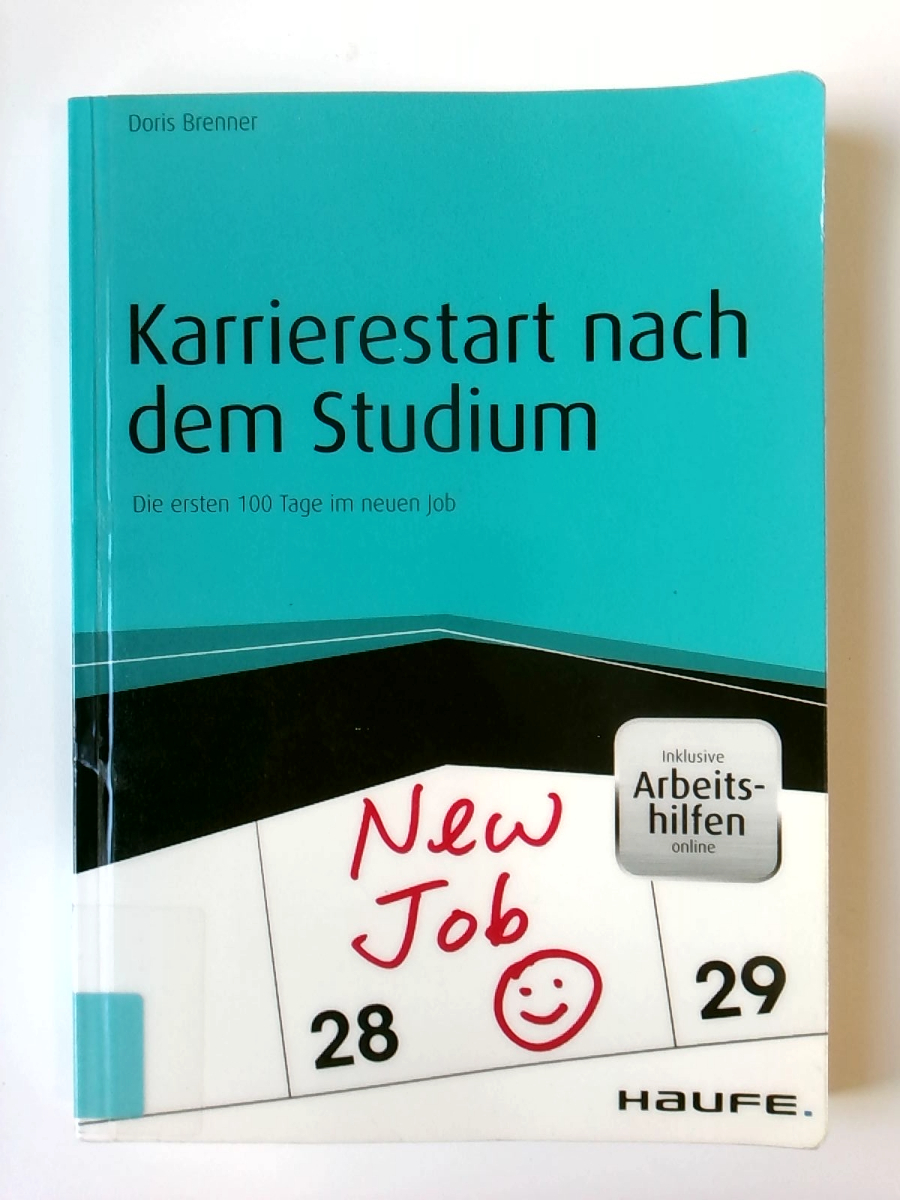 Doris Brenner
Karrierestart nach
dem Studium
Die ersten 100 Tage im neuen Job
Inklusive
Arbeits-
hilfen
online
New
Job
28
29
HAUFE.